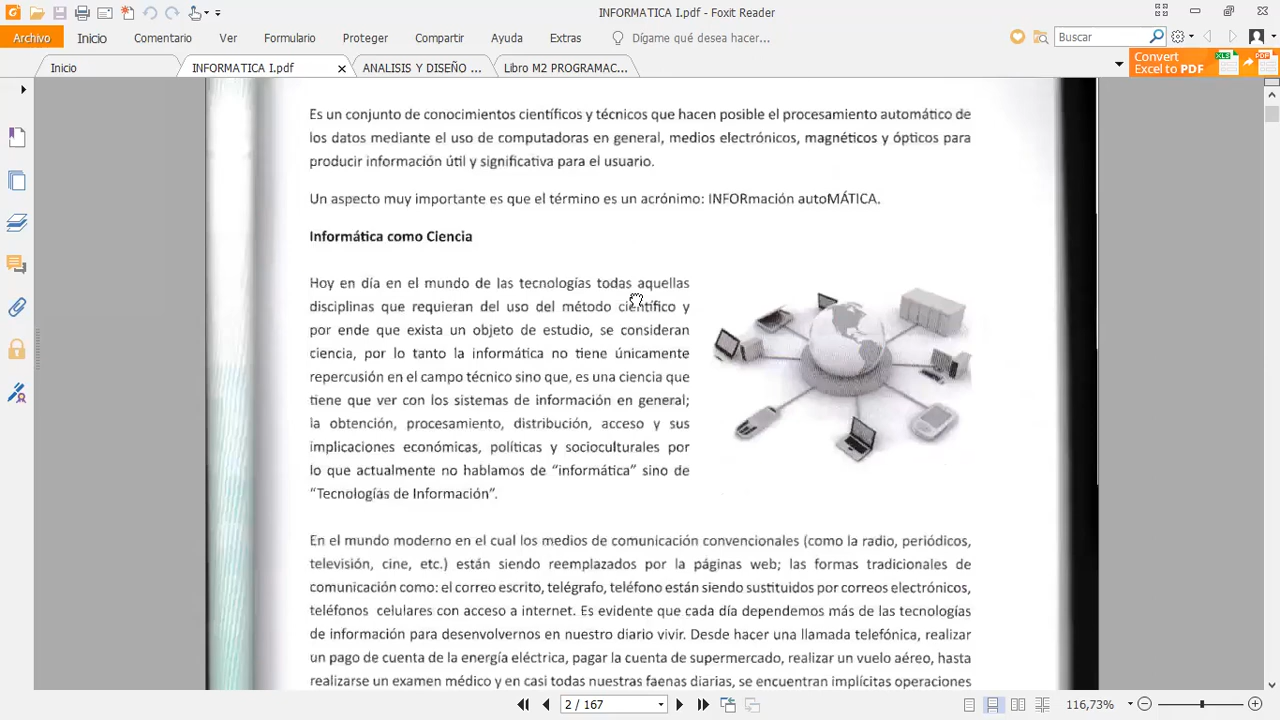 INFORMATICA I.pdf - Foxit Reader
Archivo Inicio Comentario Ver Formulario Proteger Compartir Ayuda Extras Dígame qué desea hacer... Buscar
Inicio INFORMATICA I.pdf ANALISIS Y DISEÑO ... Libro M2 PROGRAMAC...
Convert
Excel to PDF
XLS PDF
Es un conjunto de conocimientos científicos y técnicos que hacen posible el procesamiento automático de
los datos mediante el uso de computadoras en general, medios electrónicos, magnéticos y ópticos para
producir información útil y significativa para el usuario.
Un aspecto muy importante es que el término es un acrónimo: INFORmación autoMÁTICA.
Informática como Ciencia
Hoy en día en el mundo de las tecnologías todas aquellas
disciplinas que requieran del uso del método científico y
por ende que exista un objeto de estudio, se consideran
ciencia, por lo tanto la informática no tiene únicamente
repercusión en el campo técnico sino que, es una ciencia que
tiene que ver con los sistemas de información en general;
la obtención, procesamiento, distribución, acceso y sus
implicaciones económicas, políticas y socioculturales por
lo que actualmente no hablamos de “informática” sino de
“Tecnologías de Información”.
En el mundo moderno en el cual los medios de comunicación convencionales (como la radio, periódicos,
televisión, cine, etc.) están siendo reemplazados por la páginas web; las formas tradicionales de
comunicación como: el correo escrito, telégrafo, teléfono están siendo sustituidos por correos electrónicos,
teléfonos celulares con acceso a internet. Es evidente que cada día dependemos más de las tecnologías
de información para desenvolvernos en nuestro diario vivir. Desde hacer una llamada telefónica, realizar
un pago de cuenta de la energía eléctrica, pagar la cuenta de supermercado, realizar un vuelo aéreo, hasta
realizarse un examen médico y en casi todas nuestras faenas diarias, se encuentran implícitas operaciones
2 / 167
116,73%